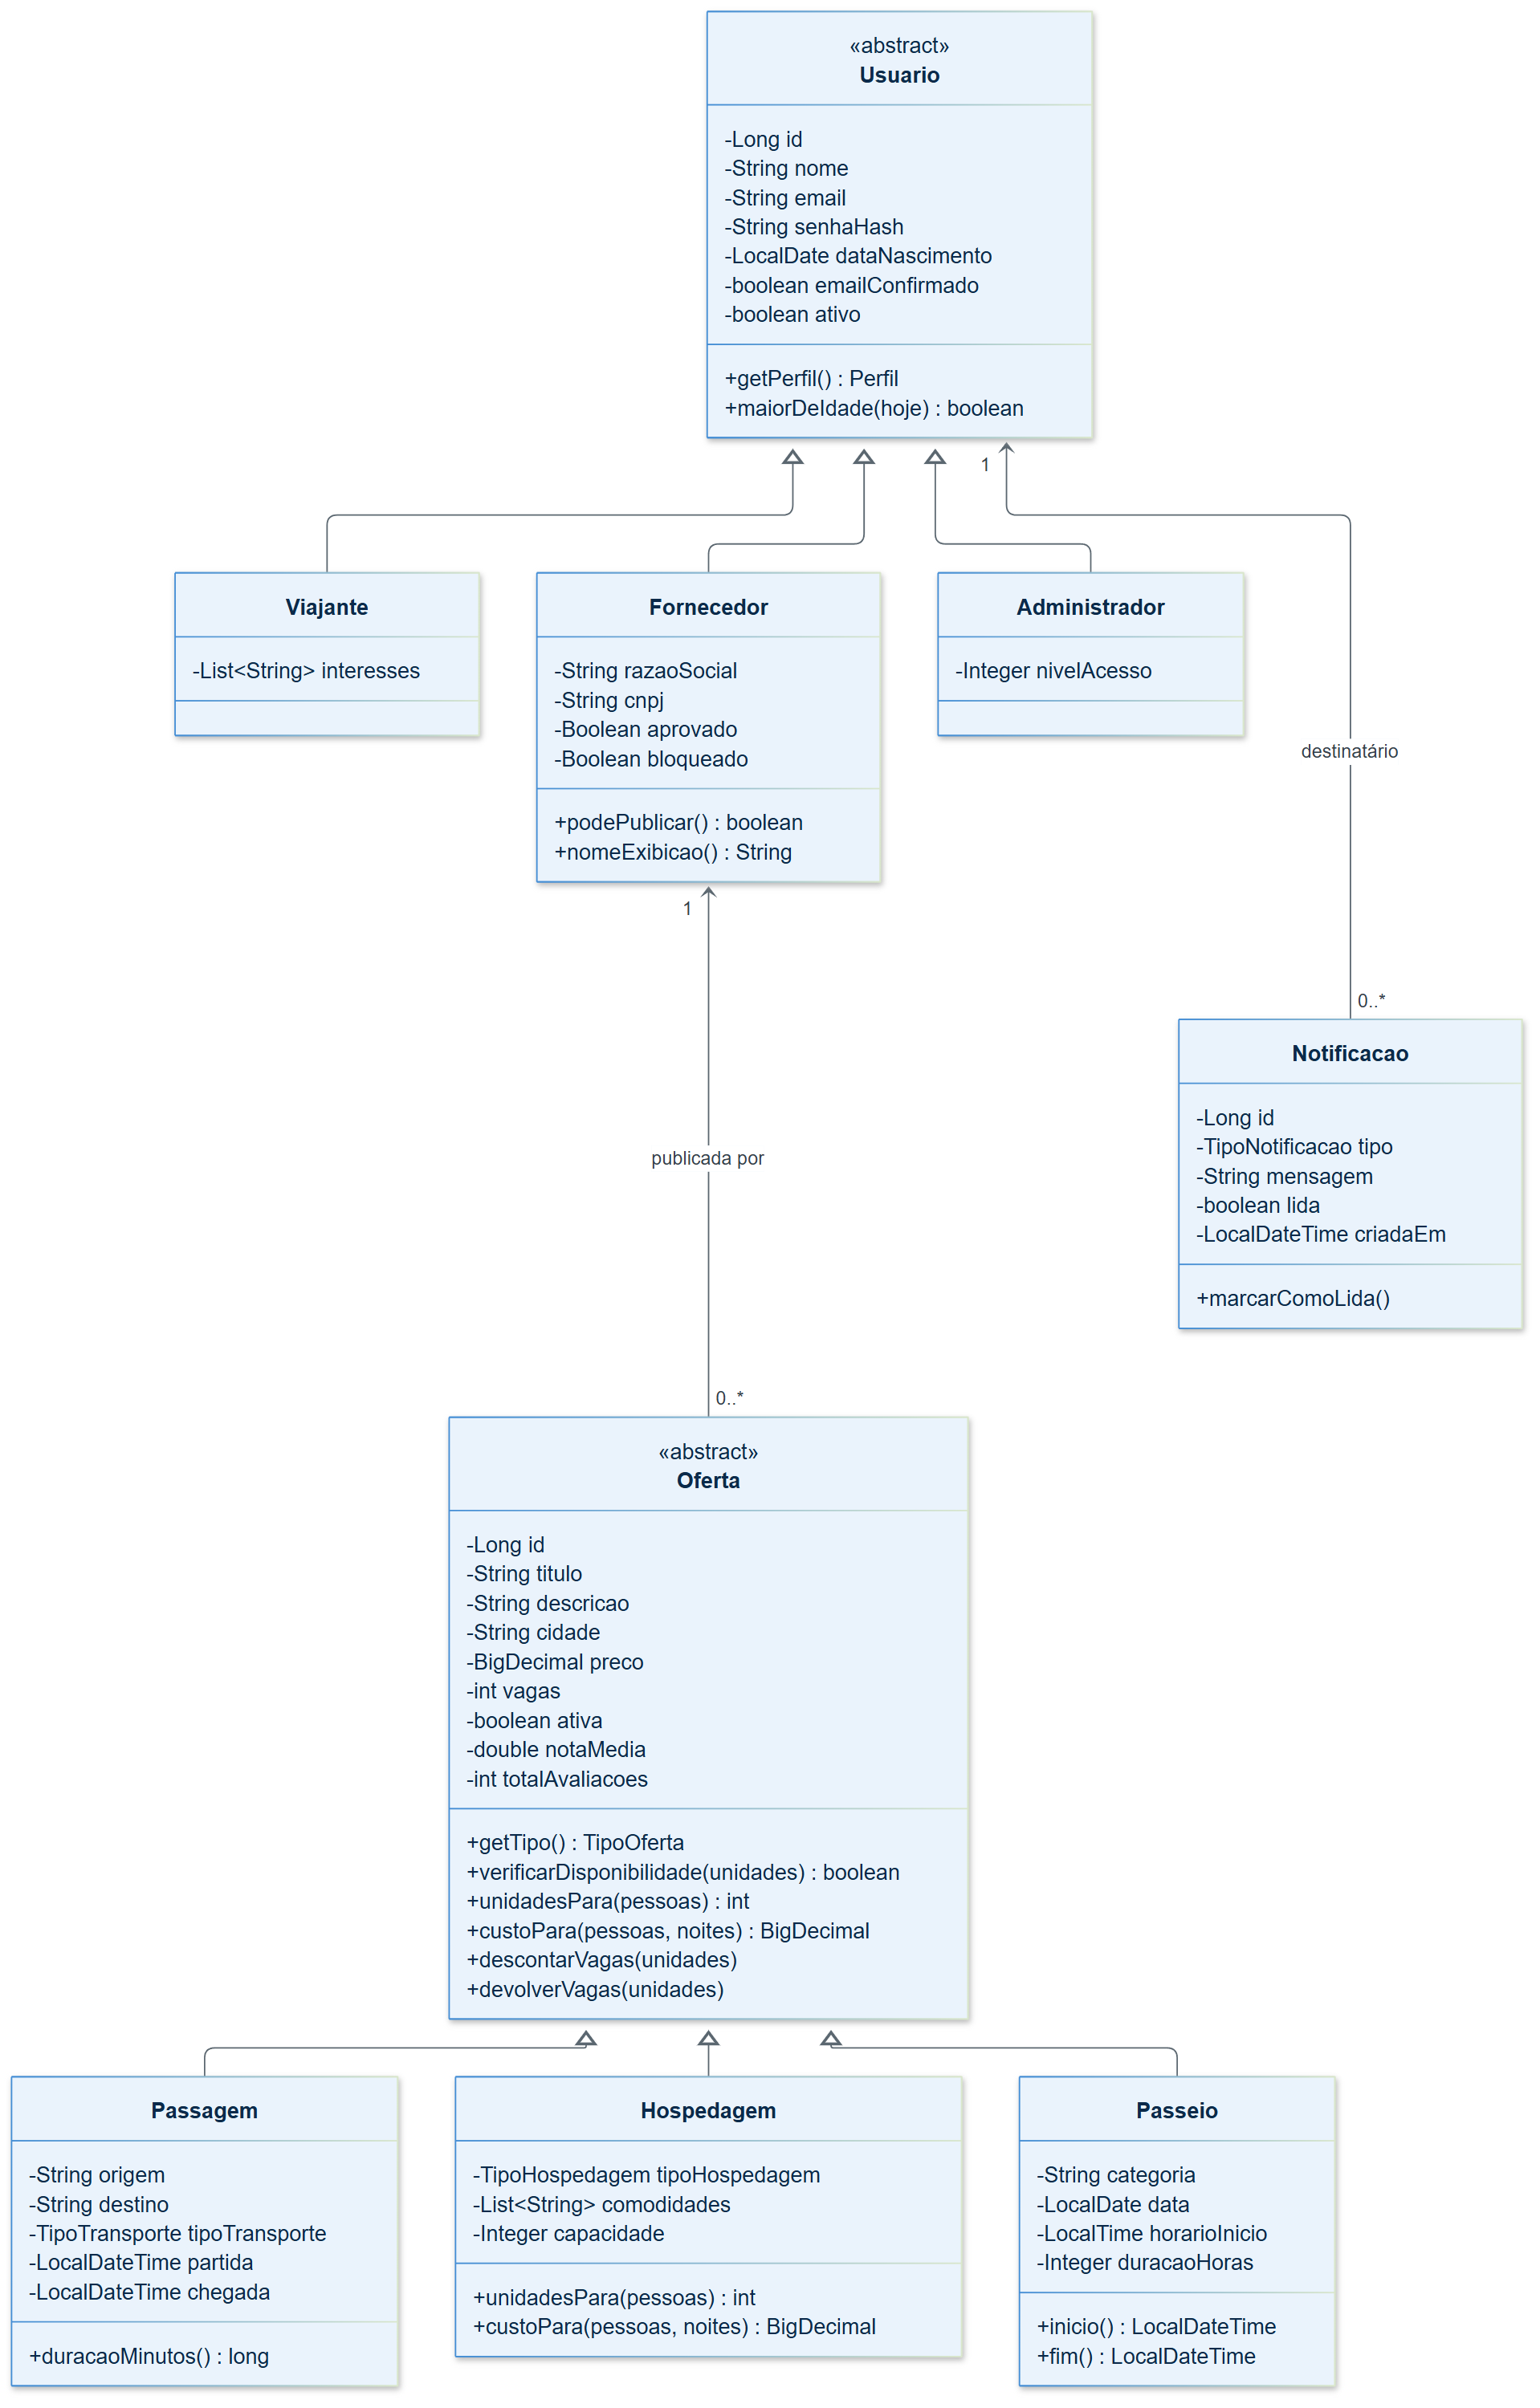 «abstract»
Usuario
-Long id
-String nome
-String email
-String senhaHash
-LocalDate dataNascimento
-boolean emailConfirmado
-boolean ativo
+getPerfil() : Perfil
+maiorDeIdade(hoje) : boolean
1
Viajante
-List<String> interesses
Fornecedor
-String razaoSocial
-String cnpj
-Boolean aprovado
-Boolean bloqueado
+podePublicar() : boolean
+nomeExibicao() : String
Administrador
-Integer nivelAcesso
destinatário
1
0..*
Notificacao
-Long id
-TipoNotificacao tipo
-String mensagem
-boolean lida
-LocalDateTime criadaEm
+marcarComoLida()
publicada por
0..*
«abstract»
Oferta
-Long id
-String titulo
-String descricao
-String cidade
-BigDecimal preco
-int vagas
-boolean ativa
-double notaMedia
-int totalAvaliacoes
+getTipo() : TipoOferta
+verificarDisponibilidade(unidades) : boolean
+unidadesPara(pessoas) : int
+custoPara(pessoas, noites) : BigDecimal
+descontarVagas(unidades)
+devolverVagas(unidades)
Passagem
-String origem
-String destino
-TipoTransporte tipoTransporte
-LocalDateTime partida
-LocalDateTime chegada
+duracaoMinutos() : long
Hospedagem
-TipoHospedagem tipoHospedagem
-List<String> comodidades
-Integer capacidade
+unidadesPara(pessoas) : int
+custoPara(pessoas, noites) : BigDecimal
Passeio
-String categoria
-LocalDate data
-LocalTime horarioInicio
-Integer duracaoHoras
+inicio() : LocalDateTime
+fim() : LocalDateTime